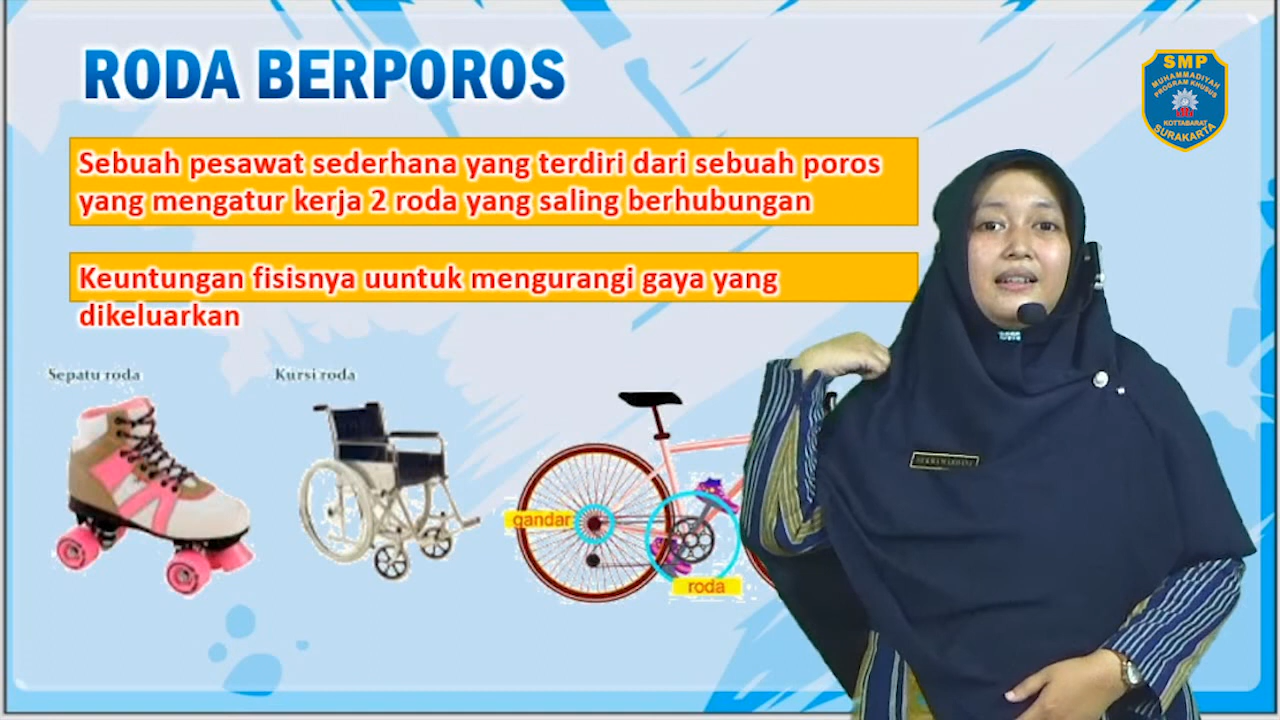 RODA BERPOROS
SMP
MUHAMMADIYAH
PROGRAM KHUSUS
KOTTABARAT
SURAKARTA
Sebuah pesawat sederhana yang terdiri dari sebuah poros
yang mengatur kerja 2 roda yang saling berhubungan
Keuntungan fisisnya uuntuk mengurangi gaya yang
dikeluarkan
Sepatu roda
Kursi roda
gandar
roda